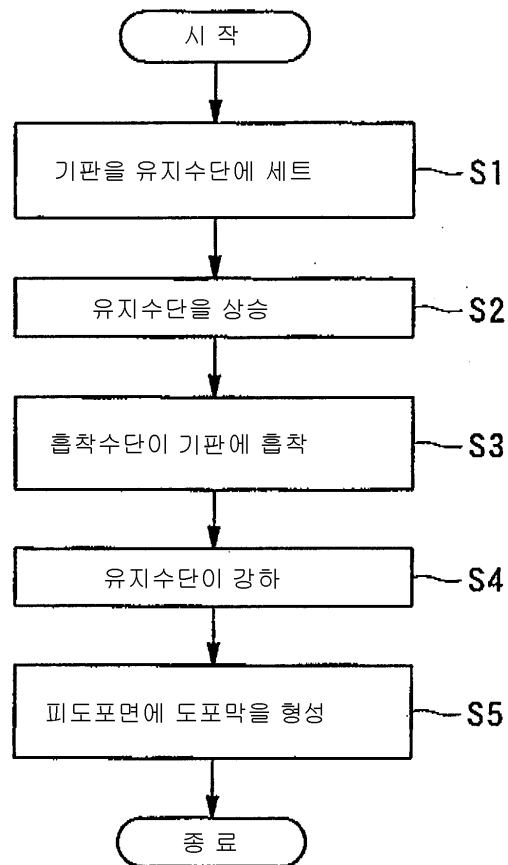 시 작
기판을 유지수단에 세트
S1
유지수단을 상승
S2
흡착수단이 기판에 흡착
S3
유지수단이 강하
S4
피도포면에 도포막을 형성
S5
종 료